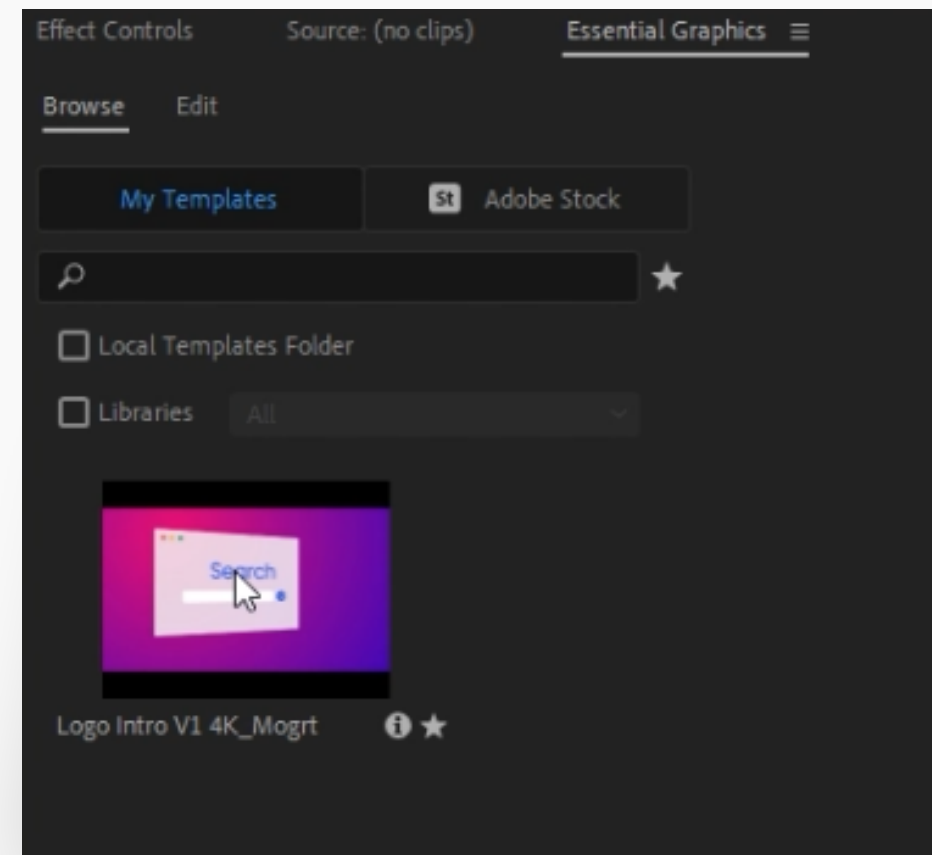 Effect Controls Source: (no clips) Essential Graphics
Browse Edit
My Templates St Adobe Stock
Local Templates Folder
Libraries All
Search
Logo Intro V1 4K_Mogrt